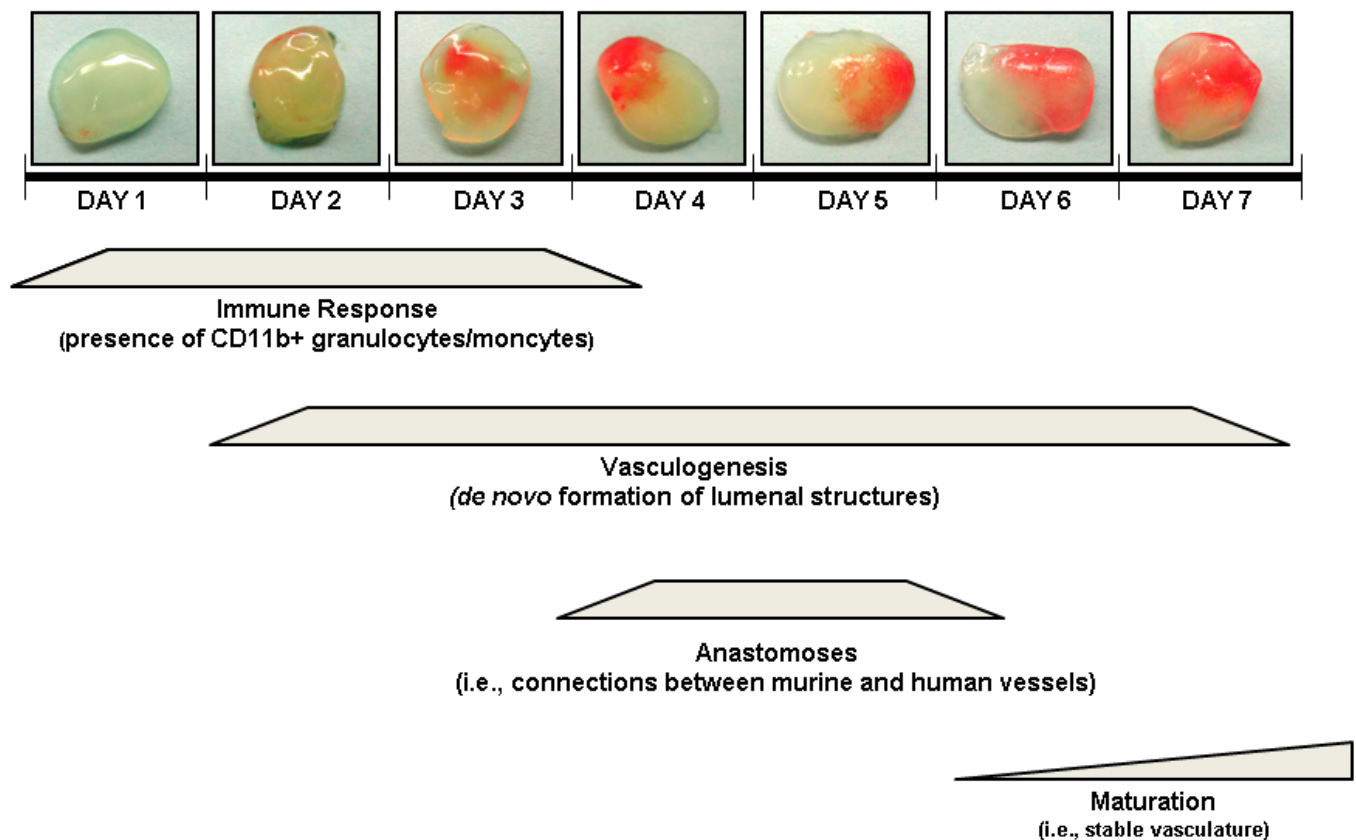 DAY 1 DAY 2 DAY 3 DAY 4 DAY 5 DAY 6 DAY 7
Immune Response
(presence of CD11b+ granulocytes/moncytes)
Vasculogenesis
(de novo formation of lumenal structures)
Anastomoses
(i.e., connections between murine and human vessels)
Maturation
(i.e., stable vasculature)